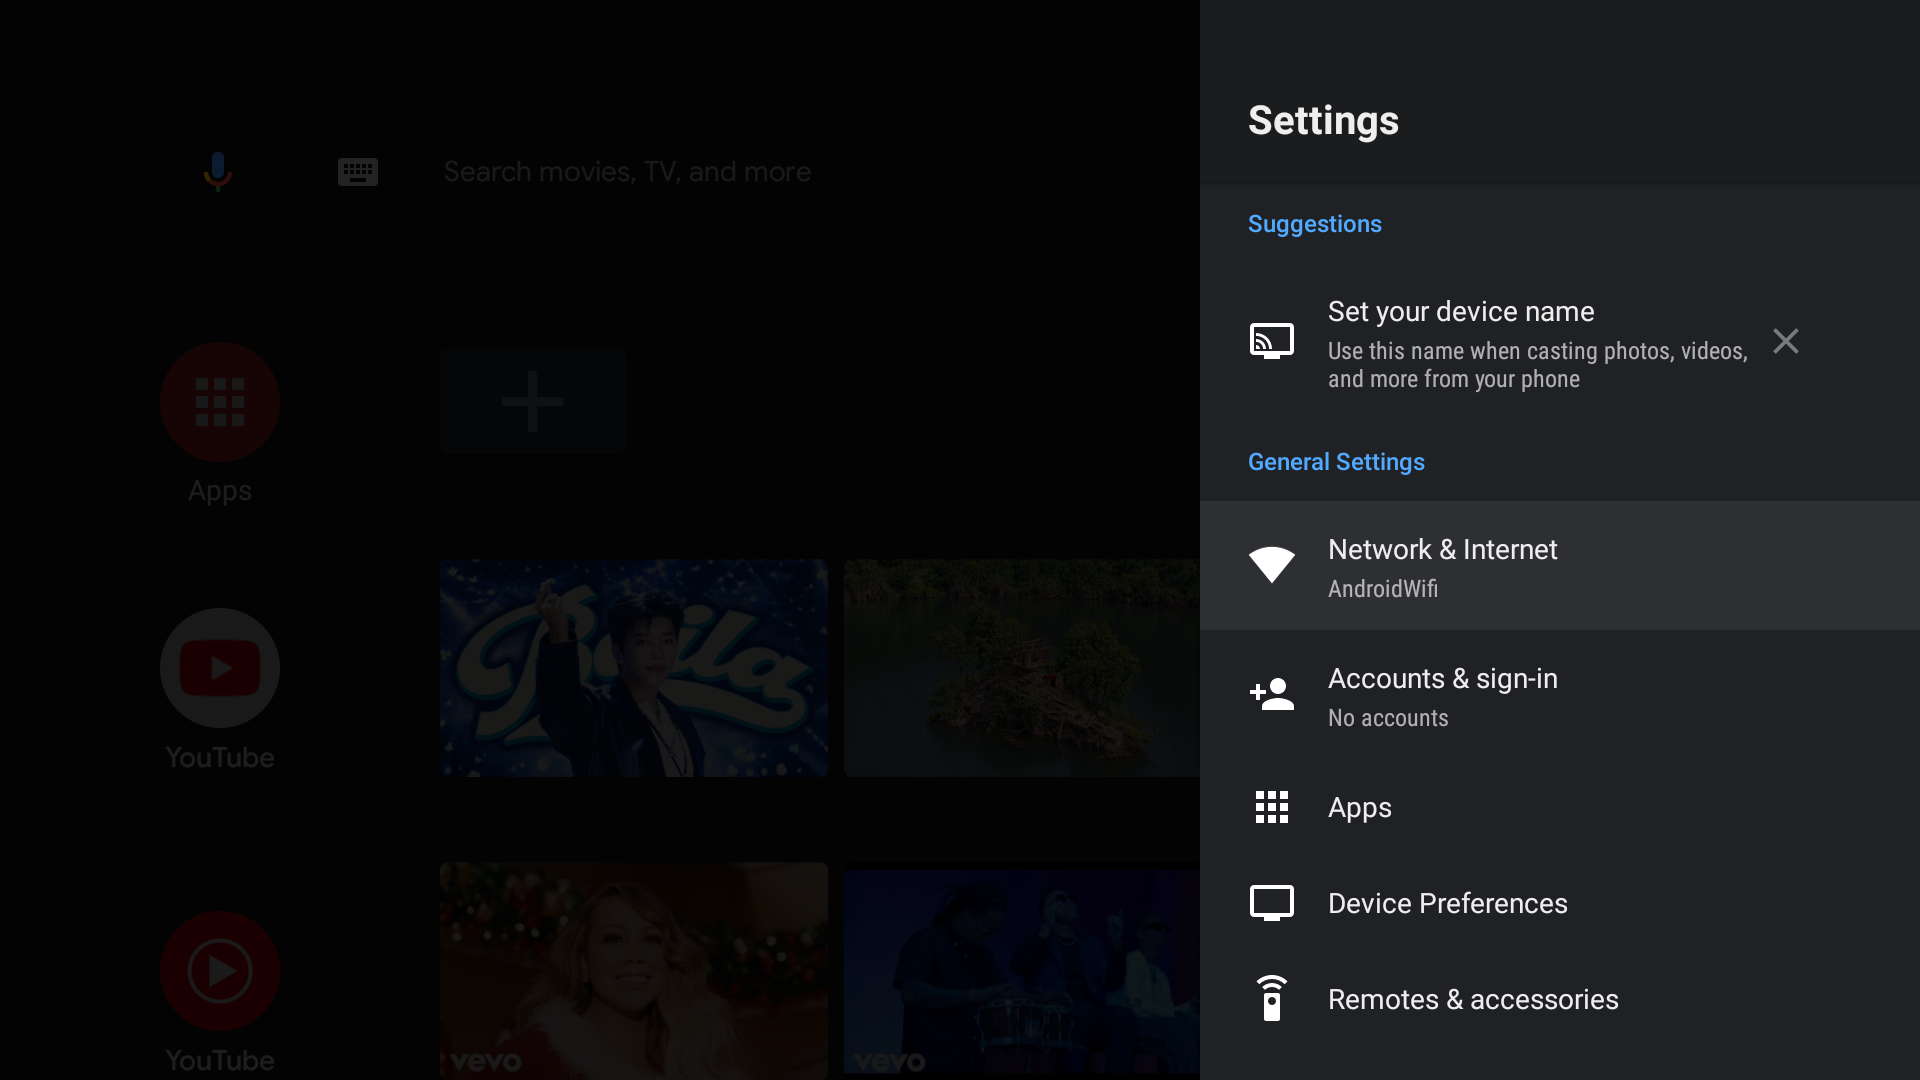 Search movies, TV, and more
Apps
YouTube
Baila
vevo
vevo
YouTube
Settings
Suggestions
Set your device name
Use this name when casting photos, videos,
and more from your phone
General Settings
Network & Internet
AndroidWifi
Accounts & sign-in
No accounts
Apps
Device Preferences
Remotes & accessories